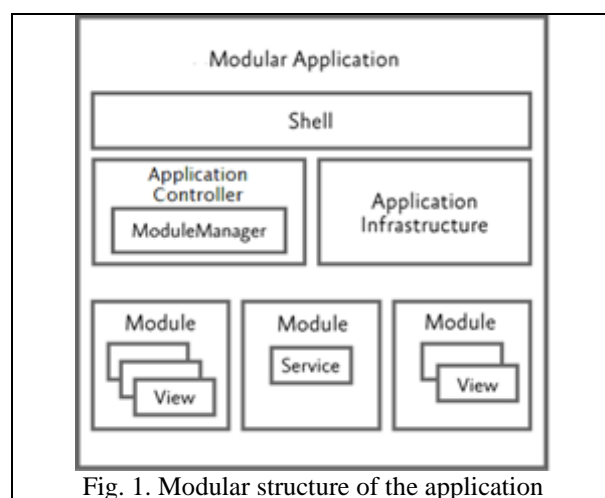 Modular Application
Shell
Application
Controller
ModuleManager
Application
Infrastructure
Module
View
Module
Service
Module
View
Fig. 1. Modular structure of the application